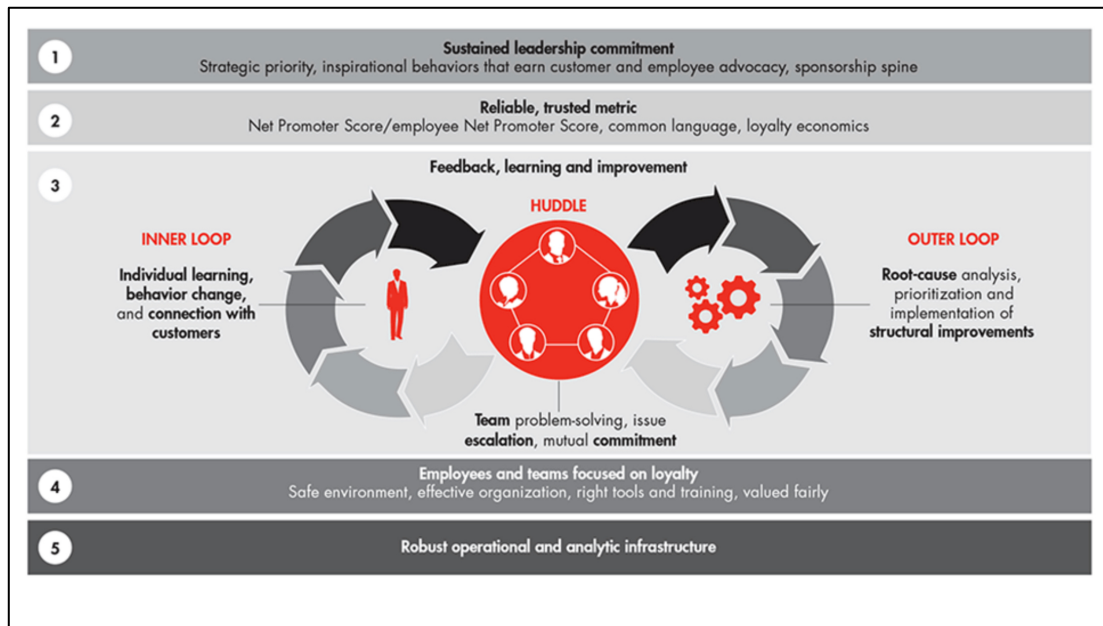 1
Sustained leadership commitment
Strategic priority, inspirational behaviors that earn customer and employee advocacy, sponsorship spine
2
Reliable, trusted metric
Net Promoter Score/employee Net Promoter Score, common language, loyalty economics
3
Feedback, learning and improvement
INNER LOOP
Individual learning,
behavior change,
and connection with
customers
HUDDLE
Team problem-solving, issue
escalation, mutual commitment
OUTER LOOP
Root-cause analysis,
prioritization and
implementation of
structural improvements
4
Employees and teams focused on loyalty
Safe environment, effective organization, right tools and training, valued fairly
5
Robust operational and analytic infrastructure